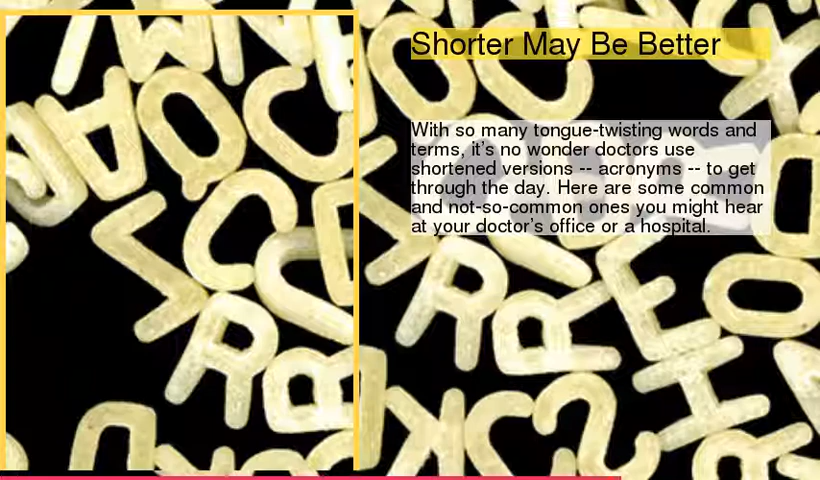 Shorter May Be Better
With so many tongue-twisting words and
terms, it's no wonder doctors use
shortened versions -- acronyms -- to get
through the day. Here are some common
and not-so-common ones you might hear
at your doctor's office or a hospital.